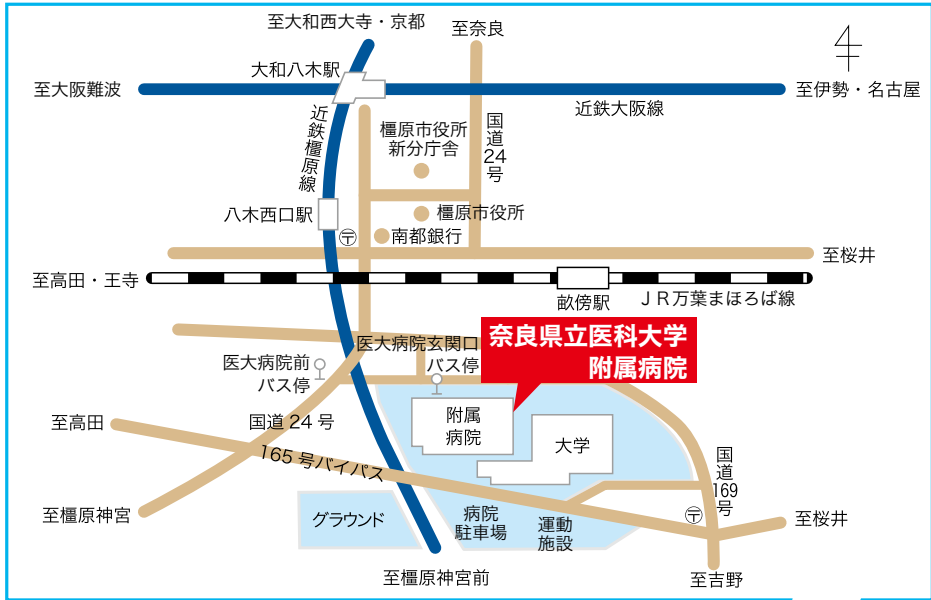 至大和西大寺・京都
至奈良
大和八木駅
至大阪難波
至伊勢・名古屋
近鉄大阪線
近鉄橿原線
橿原市役所
新分庁舎
国道24号
八木西口駅
橿原市役所
〒
南都銀行
至桜井
至高田・王寺
畝傍駅
ＪＲ万葉まほろば線
奈良県立医科大学
附属病院
医大病院玄関口
バス停
医大病院前
バス停
至高田
国道24号
附属
病院
大学
165号バイパス
国道169号
至橿原神宮
グラウンド
病院
駐車場
運動
施設
〒
至桜井
至橿原神宮前
至吉野